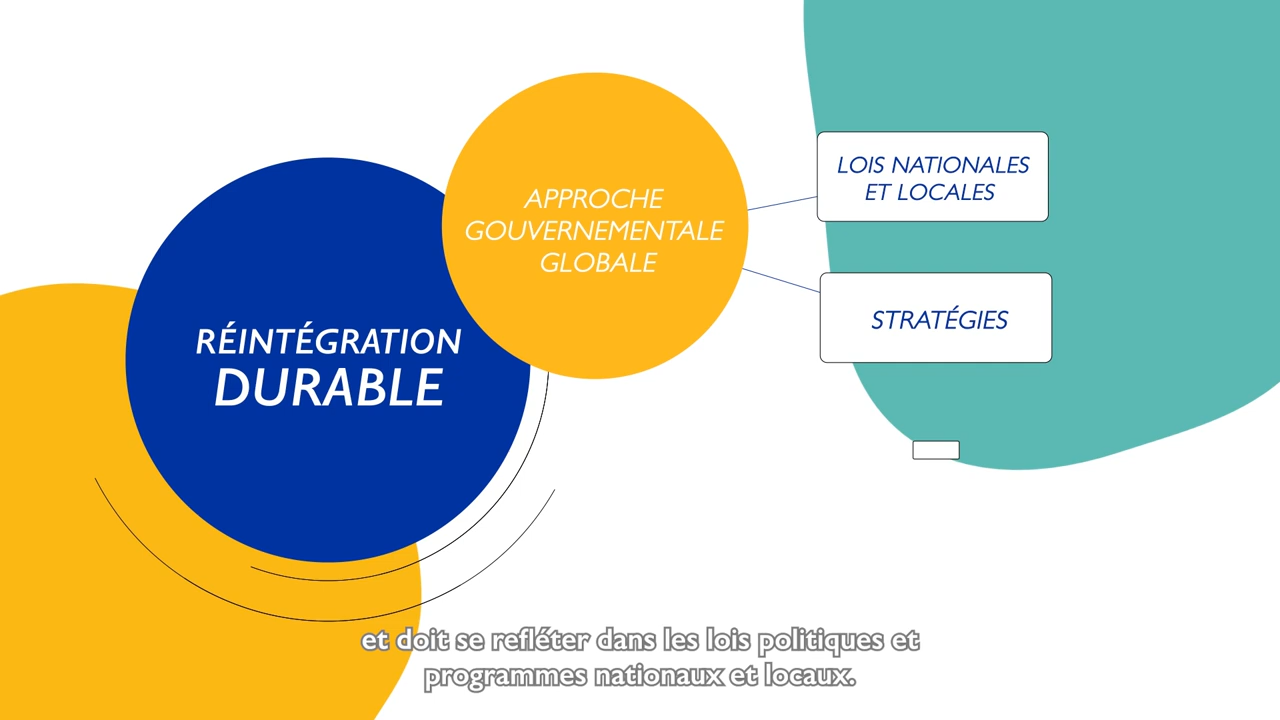 APPROCHE
GOUVERNEMENTALE
GLOBALE
LOIS NATIONALES
ET LOCALES
STRATÉGIES
RÉINTÉGRATION
DURABLE
et doit se refléter dans les lois politiques et
programmes nationaux et locaux.